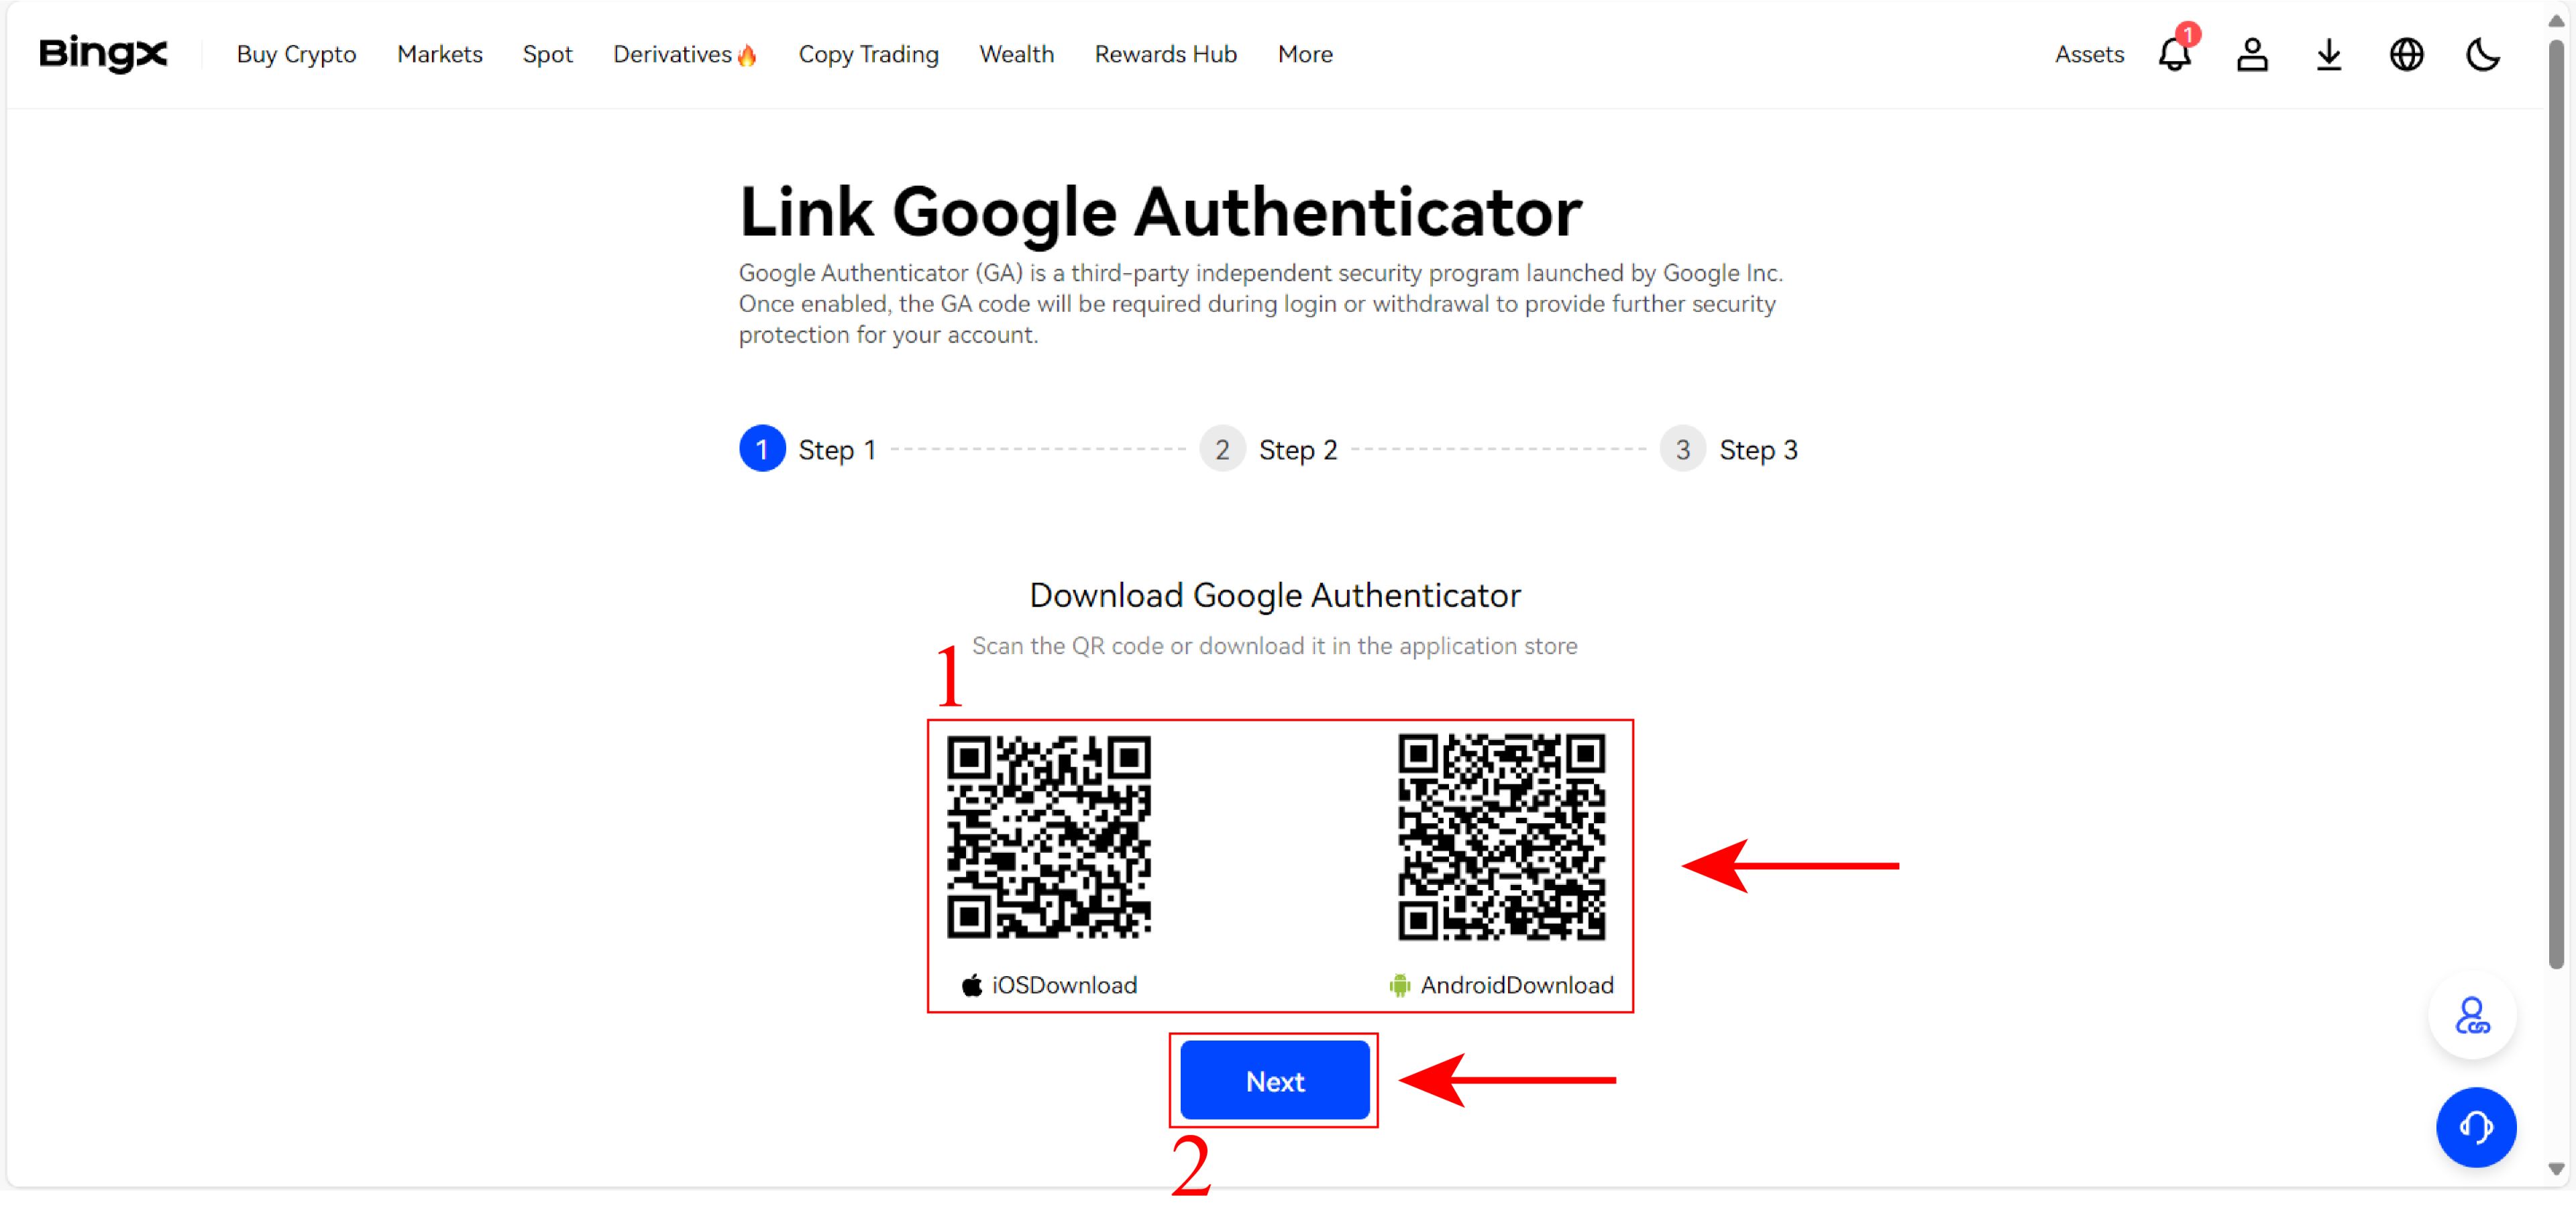 BingX
Buy Crypto Markets Spot Derivatives Copy Trading Wealth Rewards Hub More Assets 1
Link Google Authenticator
Google Authenticator (GA) is a third-party independent security program launched by Google Inc.
Once enabled, the GA code will be required during login or withdrawal to provide further security
protection for your account.
1 Step 1 2 Step 2 3 Step 3
Download Google Authenticator
Scan the QR code or download it in the application store
1
iOSDownload AndroidDownload
Next
2